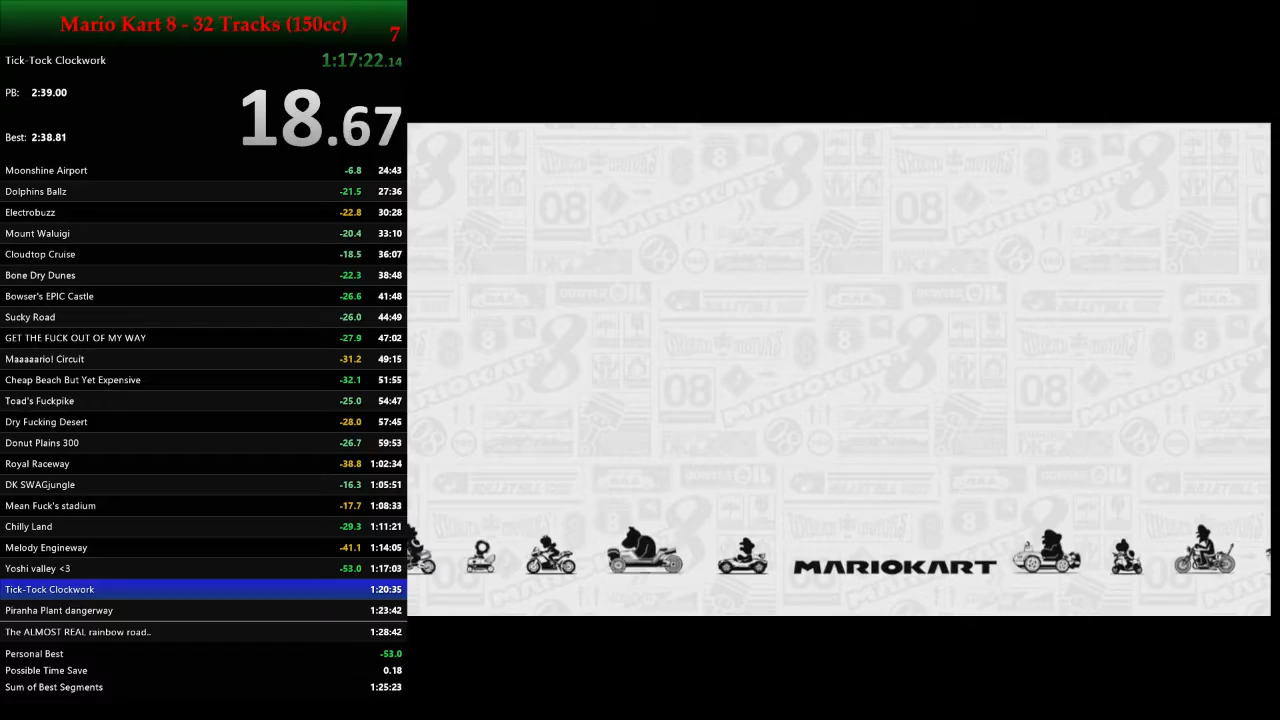 Mario Kart 8 - 32 Tracks (150cc)
7
Tick-Tock Clockwork 1:17:22.14
PB: 2:39.00
18.67
Best: 2:38.81
Moonshine Airport -6.8 24:43
Dolphins Ballz -21.5 27:36
Electrobuzz -22.8 30:28
Mount Waluigi -20.4 33:10
Cloudtop Cruise -18.5 36:07
Bone Dry Dunes -22.3 38:48
Bowser's EPIC Castle -26.6 41:48
Sucky Road -26.0 44:49
GET THE FUCK OUT OF MY WAY -27.9 47:02
Maaaaario! Circuit -31.2 49:15
Cheap Beach But Yet Expensive -32.1 51:55
Toad's Fuckpike -25.0 54:47
Dry Fucking Desert -28.0 57:45
Donut Plains 300 -26.7 59:53
Royal Raceway -38.8 1:02:34
DK SWAGjungle -16.3 1:05:51
Mean Fuck's stadium -17.7 1:08:33
Chilly Land -29.3 1:11:21
Melody Engineway -41.1 1:14:05
Yoshi valley <3 -53.0 1:17:03
Tick-Tock Clockwork 1:20:35
Piranha Plant dangerway 1:23:42
The ALMOST REAL rainbow road.. 1:28:42
Personal Best -53.0
Possible Time Save 0.18
Sum of Best Segments 1:25:23
MARIOKART